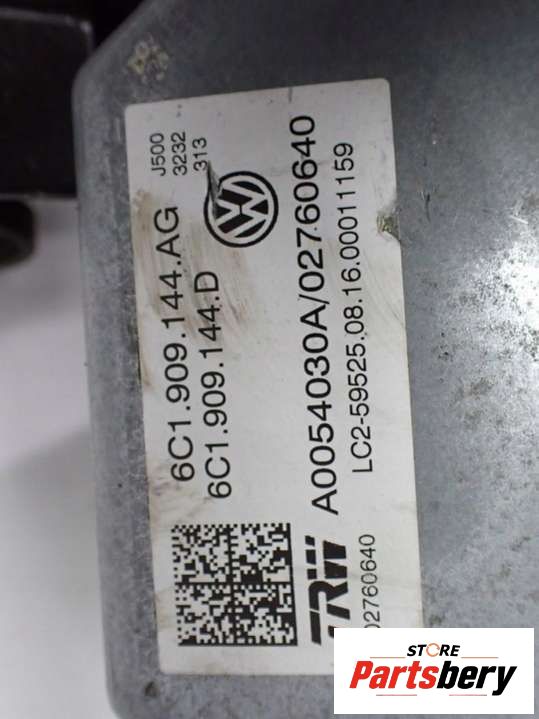 6C1.909.144.AG
6C1.909.144.D
J500
3232
313
A0054030A/02760640
LC2-59525.08.16.00011159
TRW
02760640
STORE
Partsbery